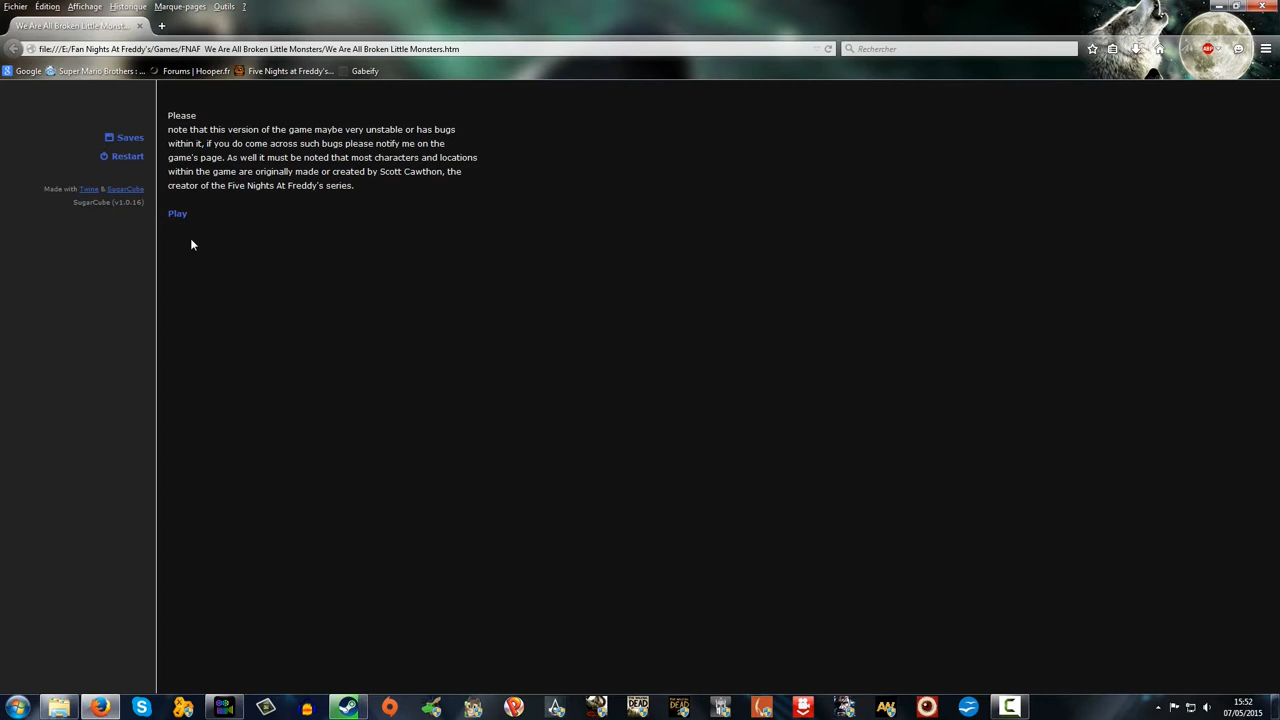 Fichier Édition Affichage Historique Marque-pages Outils ?
We Are All Broken Little Monst... × +
file:///E:/Fan Nights At Freddy's/Games/FNAF We Are All Broken Little Monsters/We Are All Broken Little Monsters.htm
Rechercher
ABP
Google Super Mario Brothers : ... Forums | Hooper.fr Five Nights at Freddy's... Gabeify
Saves
Restart
Made with Twine & SugarCube
SugarCube (v1.0.16)
Please
note that this version of the game maybe very unstable or has bugs
within it, if you do come across such bugs please notify me on the
game's page. As well it must be noted that most characters and locations
within the game are originally made or created by Scott Cawthon, the
creator of the Five Nights At Freddy's series.
Play
15:52
07/05/2015